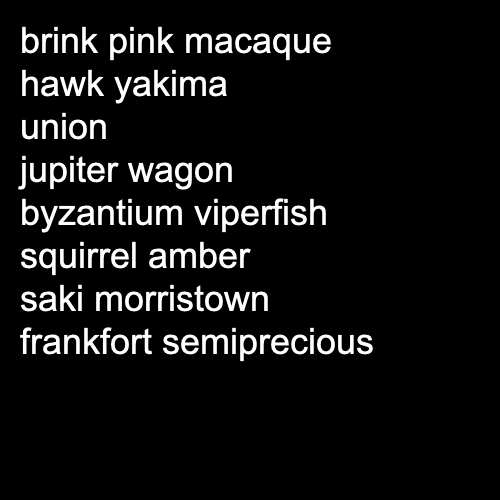 brink pink macaque
hawk yakima
union
jupiter wagon
byzantium viperfish
squirrel amber
saki morristown
frankfort semiprecious